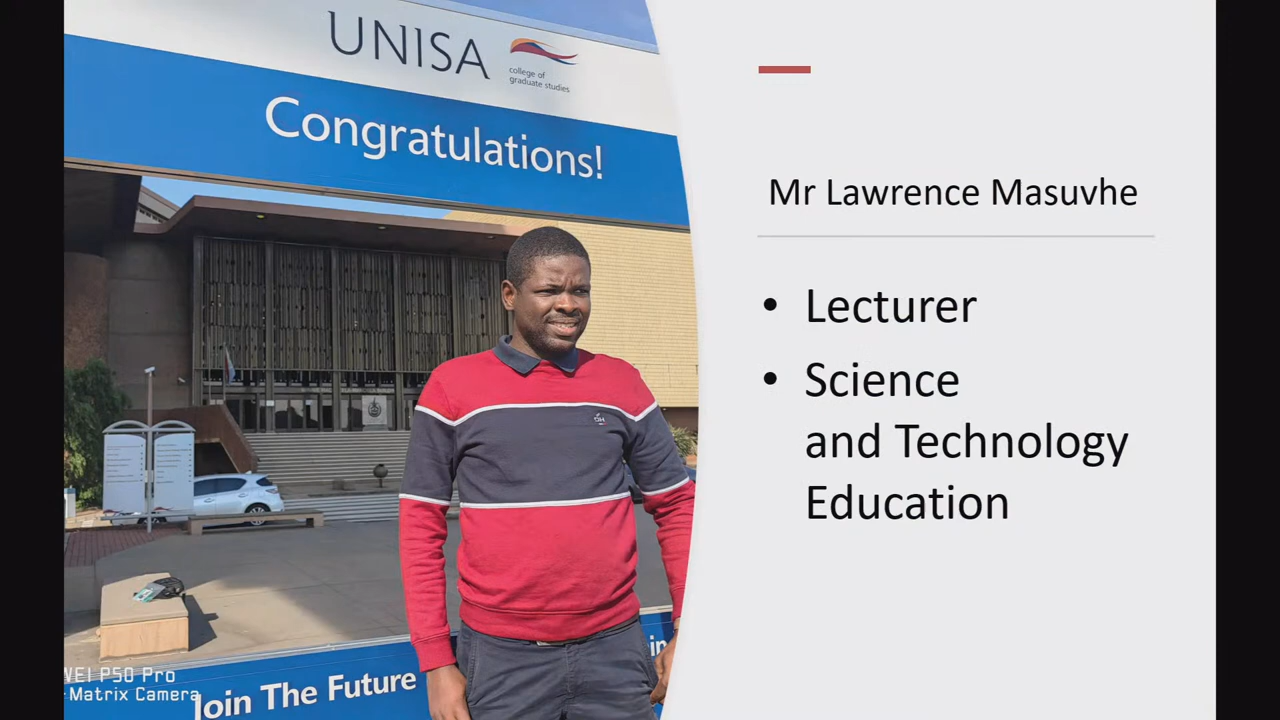 UNISA
college of
graduate studies
Congratulations!
Join The Future
WEI P50 Pro
Matrix Camera
Mr Lawrence Masuvhe
• Lecturer
• Science
and Technology
Education